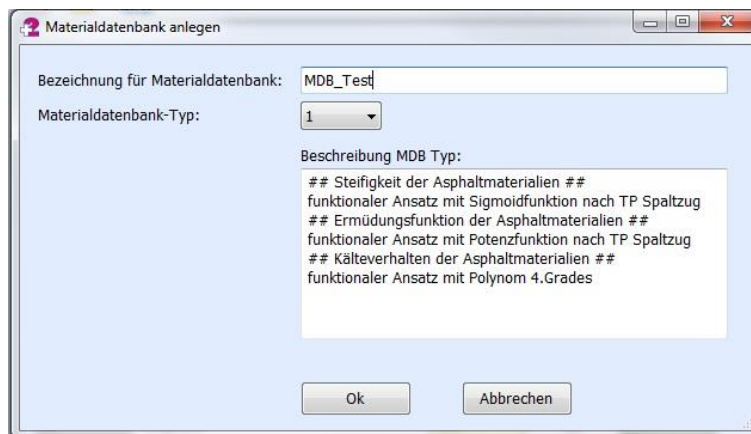 Materialdatenbank anlegen
Bezeichnung für Materialdatenbank: MDB_Test
Materialdatenbank-Typ: 1
Beschreibung MDB Typ:
## Steifigkeit der Asphaltmaterialien ##
funktionaler Ansatz mit Sigmoidfunktion nach TP Spaltzug
## Ermüdungsfunktion der Asphaltmaterialien ##
funktionaler Ansatz mit Potenzfunktion nach TP Spaltzug
## Kälteverhalten der Asphaltmaterialien ##
funktionaler Ansatz mit Polynom 4.Grades
Ok Abbrechen